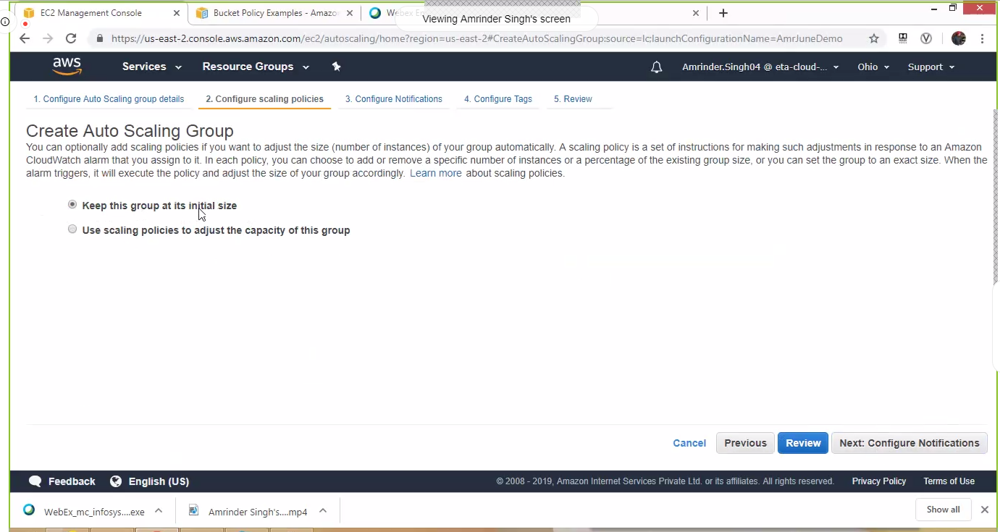 EC2 Management Console
Bucket Policy Examples - Amazo
Webex En
Viewing Amrinder Singh's screen
https://us-east-2.console.aws.amazon.com/ec2/autoscaling/home?region=us-east-2#CreateAutoScalingGroup:source=lc;launchConfigurationName=AmrJuneDemo
aws Services Resource Groups Amrinder.Singh04 @ eta-cloud-... Ohio Support
1. Configure Auto Scaling group details 2. Configure scaling policies 3. Configure Notifications 4. Configure Tags 5. Review
Create Auto Scaling Group
You can optionally add scaling policies if you want to adjust the size (number of instances) of your group automatically. A scaling policy is a set of instructions for making such adjustments in response to an Amazon
CloudWatch alarm that you assign to it. In each policy, you can choose to add or remove a specific number of instances or a percentage of the existing group size, or you can set the group to an exact size. When the
alarm triggers, it will execute the policy and adjust the size of your group accordingly. Learn more about scaling policies.
Keep this group at its initial size
Use scaling policies to adjust the capacity of this group
Cancel Previous Review Next: Configure Notifications
Feedback English (US) © 2008 - 2019, Amazon Internet Services Private Ltd. or its affiliates. All rights reserved. Privacy Policy Terms of Use
WebEx_mc_infosys....exe Amrinder Singh's....mp4 Show all